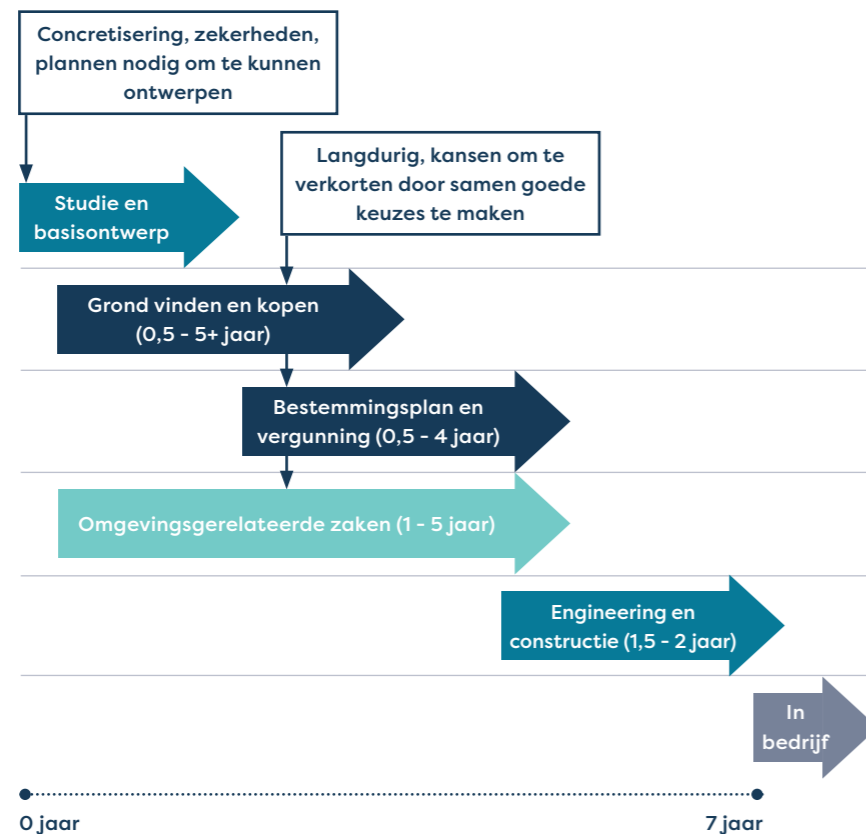 Concretisering, zekerheden,
plannen nodig om te kunnen
ontwerpen
Langdurig, kansen om te
verkorten door samen goede
keuzes te maken
Studie en
basisontwerp
Grond vinden en kopen
(0,5 - 5+ jaar)
Bestemmingsplan en
vergunning (0,5 - 4 jaar)
Omgevingsgerelateerde zaken (1 - 5 jaar)
Engineering en
constructie (1,5 - 2 jaar)
In
bedrijf
0 jaar
7 jaar